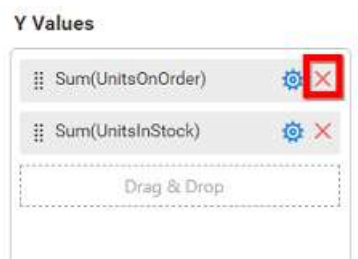 Y Values
Sum(UnitsOnOrder)
Sum(UnitsInStock)
Drag & Drop